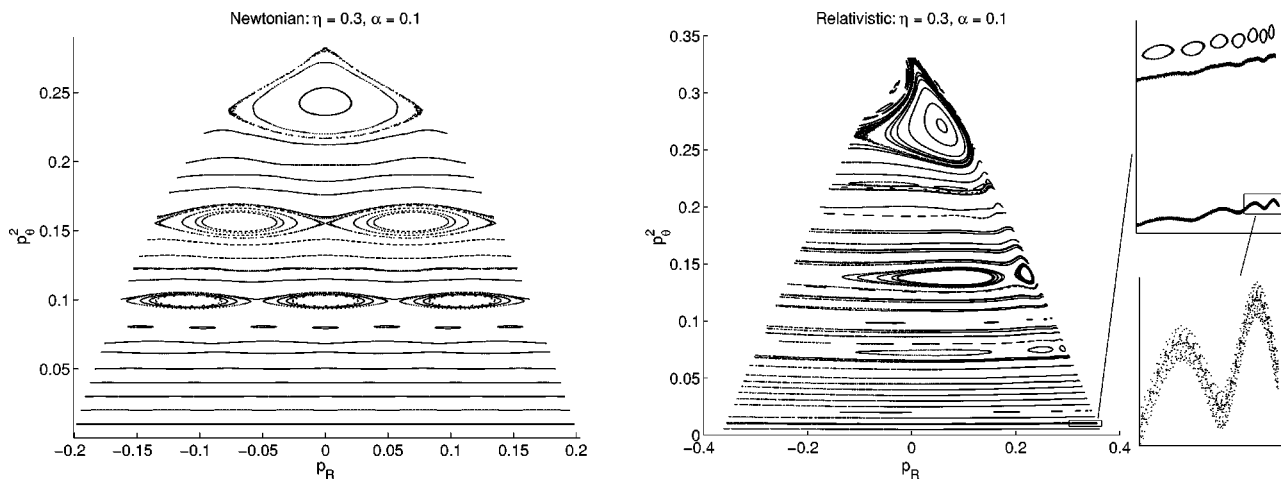 Newtonian: η = 0.3, α = 0.1
p_θ^2
0.25
0.2
0.15
0.1
0.05
−0.2 −0.15 −0.1 −0.05 0 0.05 0.1 0.15 0.2
p_R
Relativistic: η = 0.3, α = 0.1
p_θ^2
0.35
0.3
0.25
0.2
0.15
0.1
0.05
0
−0.4 −0.2 0 0.2 0.4
p_R